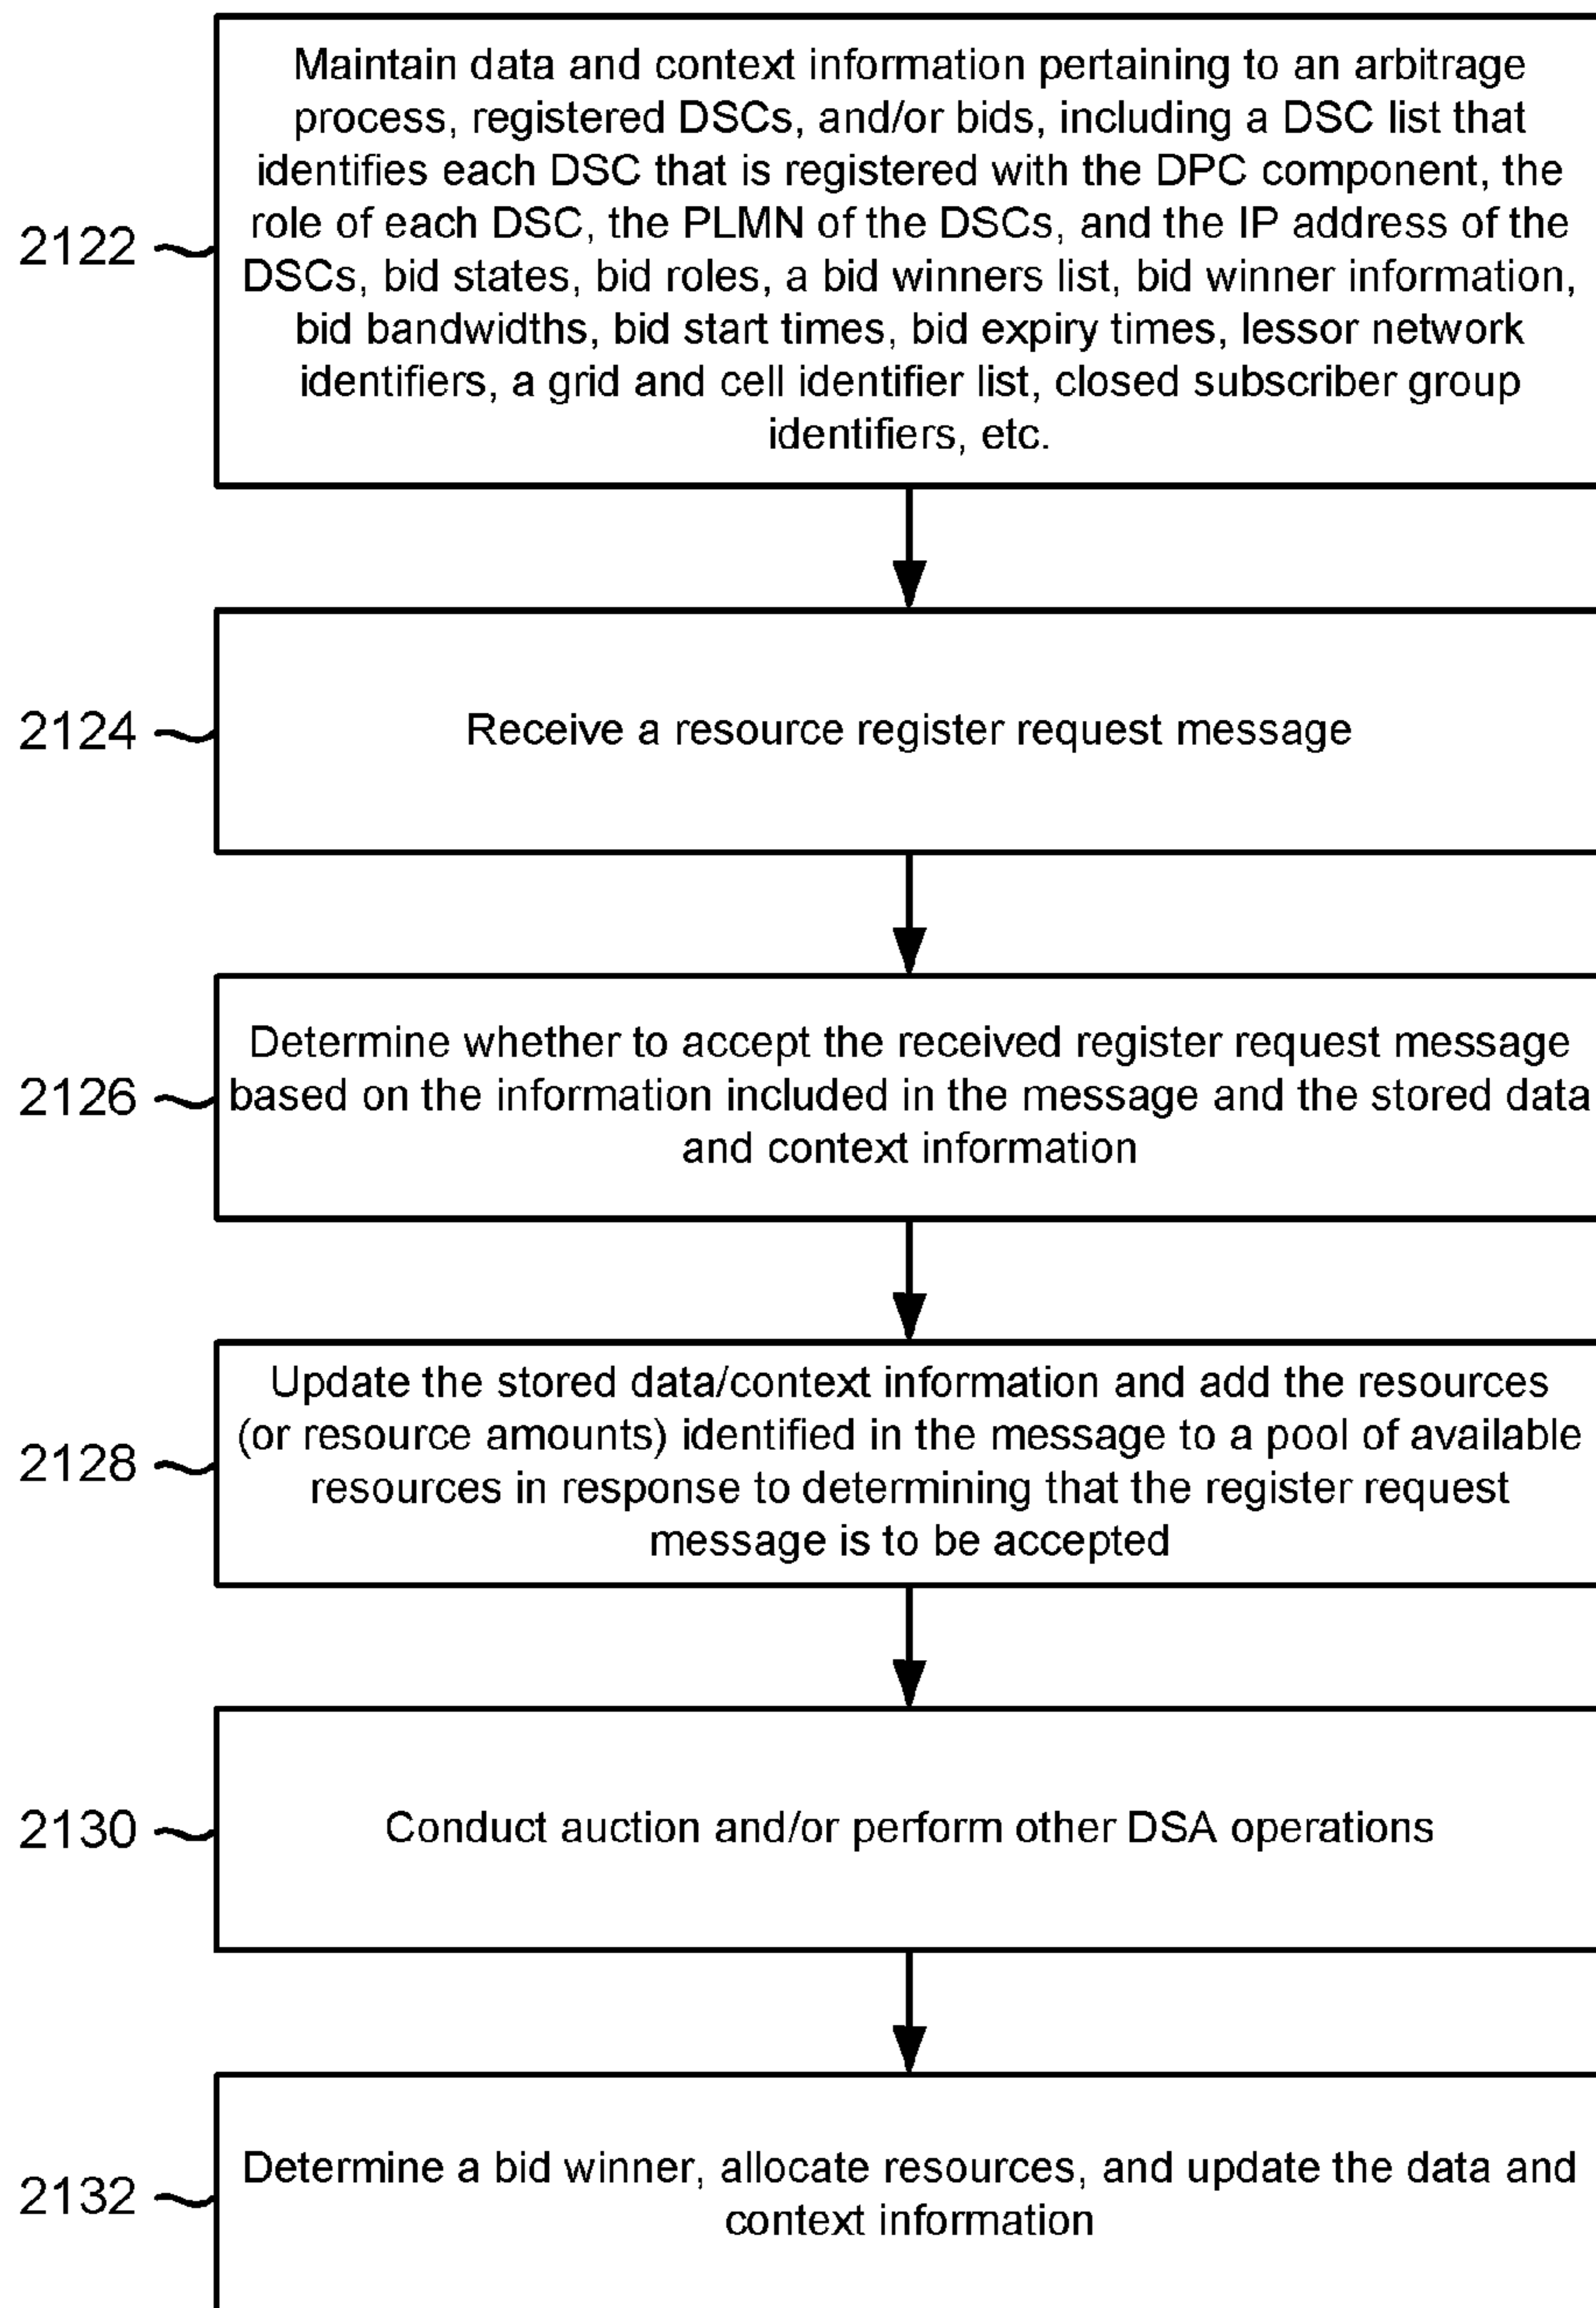 2122
Maintain data and context information pertaining to an arbitrage
process, registered DSCs, and/or bids, including a DSC list that
identifies each DSC that is registered with the DPC component, the
role of each DSC, the PLMN of the DSCs, and the IP address of the
DSCs, bid states, bid roles, a bid winners list, bid winner information,
bid bandwidths, bid start times, bid expiry times, lessor network
identifiers, a grid and cell identifier list, closed subscriber group
identifiers, etc.
2124
Receive a resource register request message
2126
Determine whether to accept the received register request message
based on the information included in the message and the stored data
and context information
2128
Update the stored data/context information and add the resources
(or resource amounts) identified in the message to a pool of available
resources in response to determining that the register request
message is to be accepted
2130
Conduct auction and/or perform other DSA operations
2132
Determine a bid winner, allocate resources, and update the data and
context information